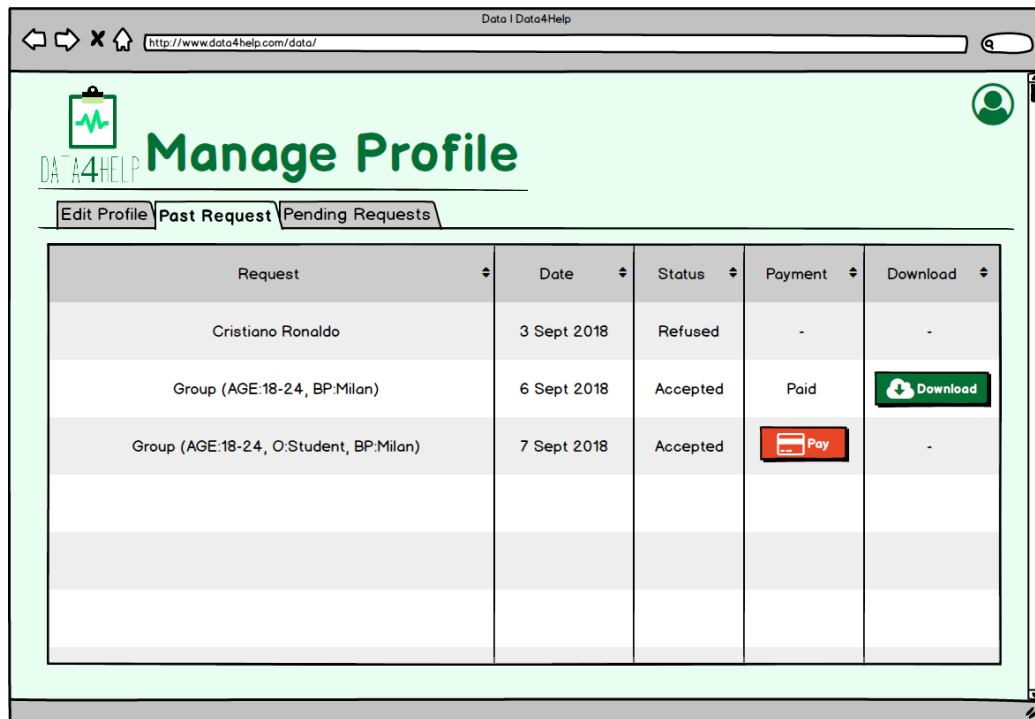 Data | Data4Help
http://www.data4help.com/data/
DATA4HELP
Manage Profile
Edit Profile Past Request Pending Requests
Request Date Status Payment Download
Cristiano Ronaldo 3 Sept 2018 Refused - -
Group (AGE:18-24, BP:Milan) 6 Sept 2018 Accepted Paid Download
Group (AGE:18-24, O:Student, BP:Milan) 7 Sept 2018 Accepted Pay -